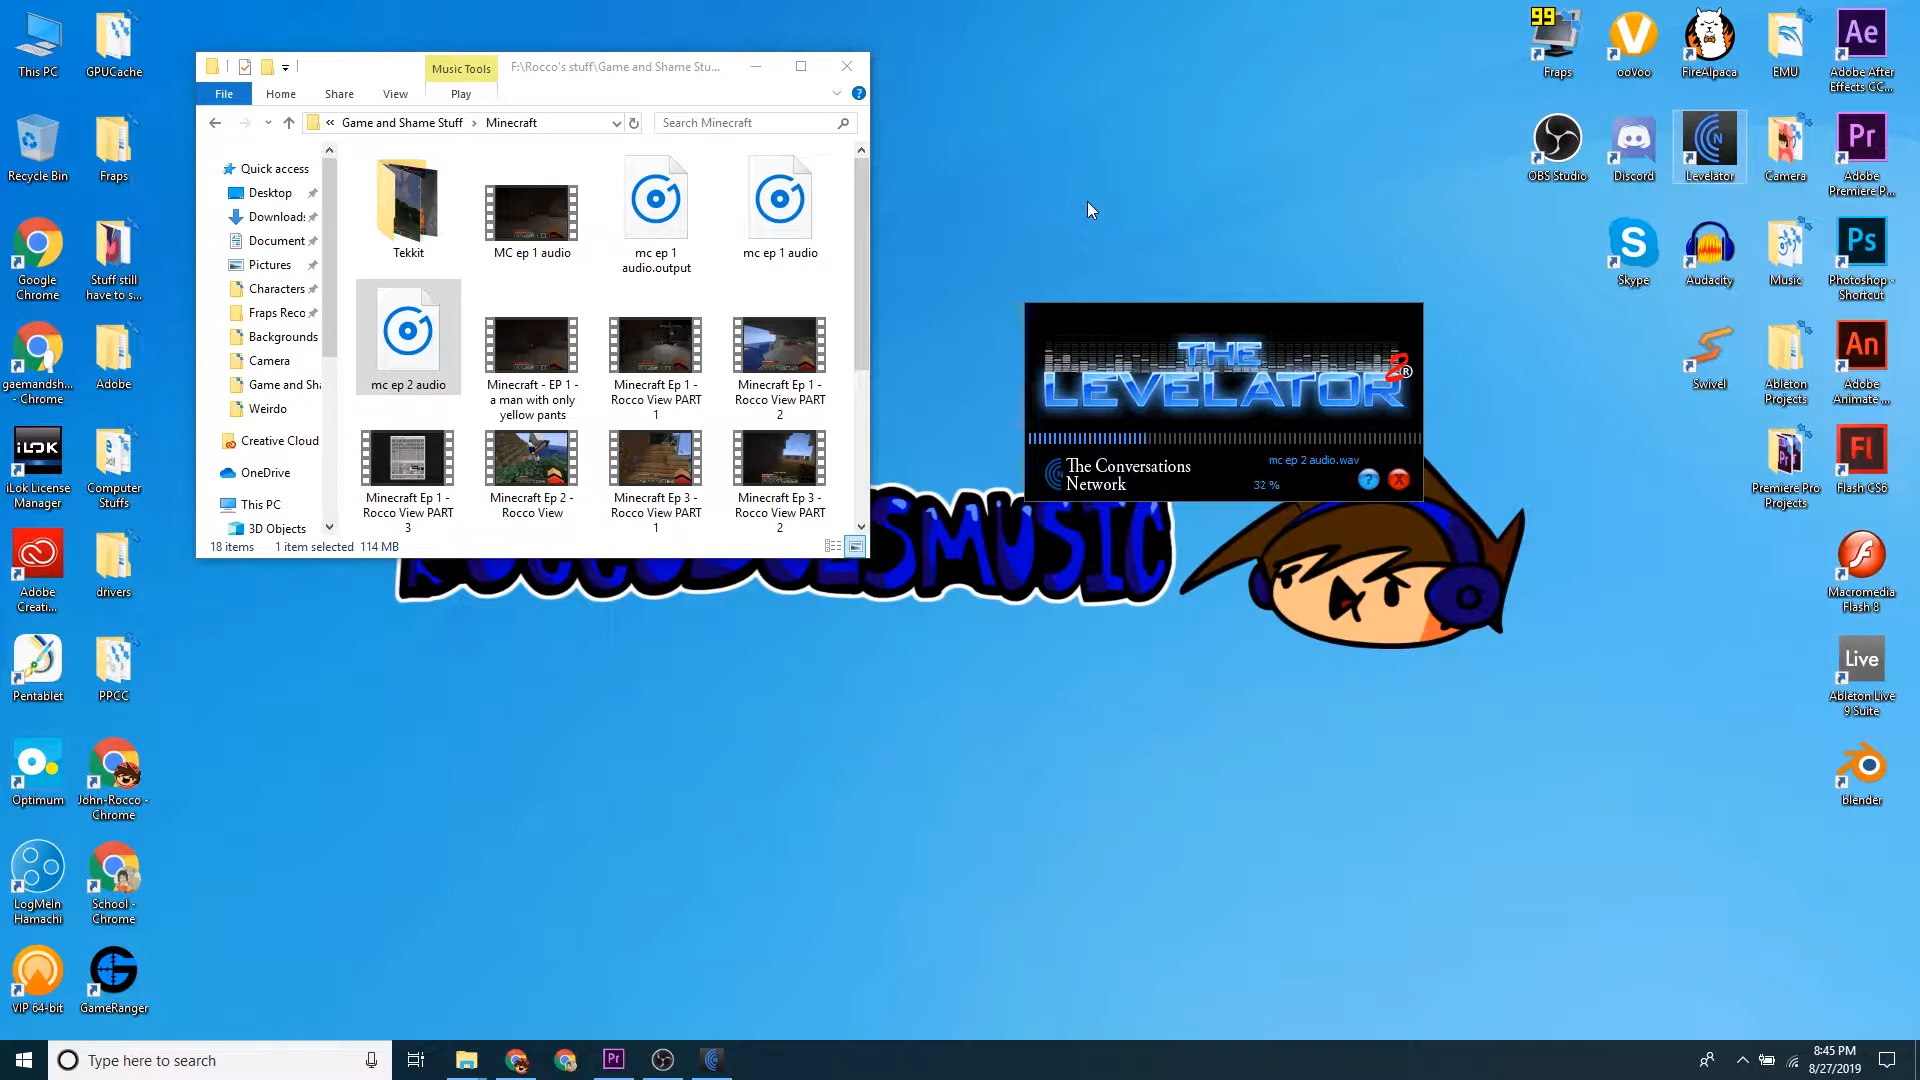 This PC
GPUCache
Recycle Bin
Fraps
Google
Chrome
Stuff still
have to s...
gaemandsh...
- Chrome
Adobe
iLOK
iLok License
Manager
Computer
Stuffs
Adobe
Creati...
drivers
Pentablet
PPCC
Optimum
John-Rocco -
Chrome
LogMeIn
Hamachi
School -
Chrome
VIP 64-bit
GameRanger
Music Tools
F:\Rocco's stuff\Game and Shame Stu...
File
Home
Share
View
Play
?
« Game and Shame Stuff > Minecraft
Search Minecraft
Quick access
Desktop
Download:
Document
Pictures
Characters
Fraps Reco
Backgrounds
Camera
Game and Sha
Weirdo
Creative Cloud
OneDrive
This PC
3D Objects
Tekkit
MC ep 1 audio
mc ep 1
audio.output
mc ep 1 audio
mc ep 2 audio
Minecraft - EP 1 -
a man with only
yellow pants
Minecraft Ep 1 -
Rocco View PART
1
Minecraft Ep 1 -
Rocco View PART
2
Minecraft Ep 1 -
Rocco View PART
3
Minecraft Ep 2 -
Rocco View
Minecraft Ep 3 -
Rocco View PART
1
Minecraft Ep 3 -
Rocco View PART
2
18 items
1 item selected
114 MB
THE
LEVELATOR 2 ®
The Conversations
Network
mc ep 2 audio.wav
32 %
?
X
99
Fraps
ooVoo
FireAlpaca
EMU
Ae
Adobe After
Effects CC...
OBS Studio
Discord
Levelator
Camera
Pr
Adobe
Premiere P...
Skype
Audacity
Music
Ps
Photoshop -
Shortcut
Swivel
Ableton
Projects
An
Adobe
Animate ...
Premiere Pro
Projects
Fl
Flash CS6
Macromedia
Flash 8
Live
Ableton Live
9 Suite
blender
Type here to search
Pr
8:45 PM
8/27/2019